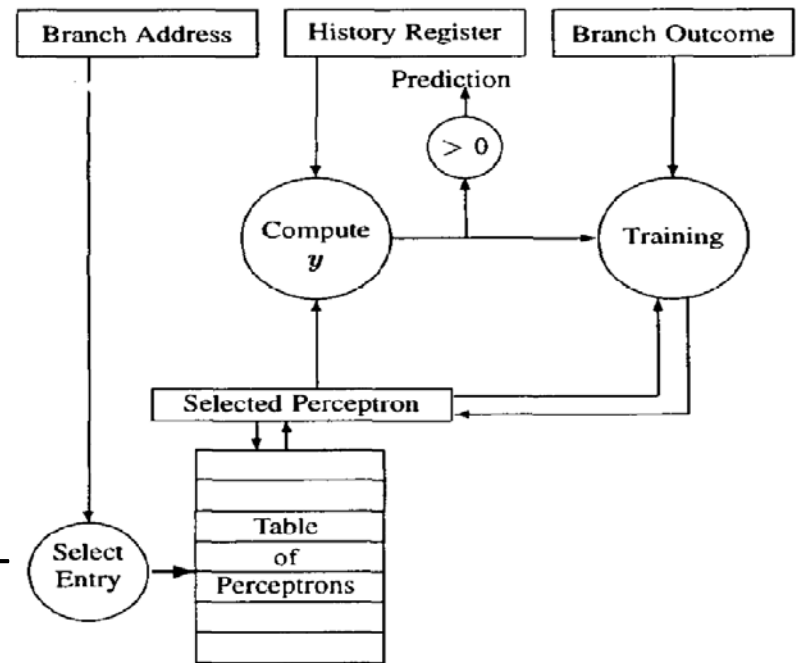 Branch Address
History Register
Branch Outcome
Prediction
> 0
Compute
y
Training
Selected Perceptron
Table
of
Perceptrons
Select
Entry